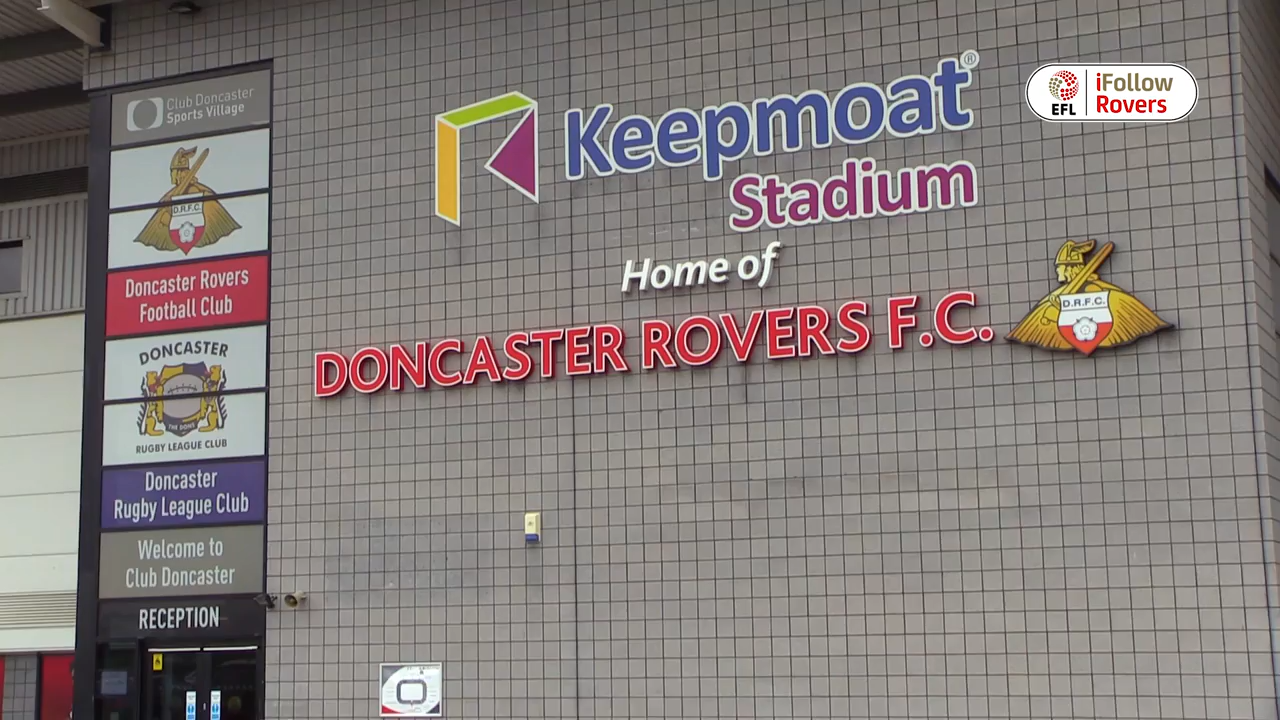 Club Doncaster
Sports Village
D.R.F.C.
Doncaster Rovers
Football Club
DONCASTER
THE DONS
RUGBY LEAGUE CLUB
Doncaster
Rugby League Club
Welcome to
Club Doncaster
RECEPTION
Keepmoat®
Stadium
Home of
DONCASTER ROVERS F.C.
D.R.F.C.
EFL
iFollow
Rovers